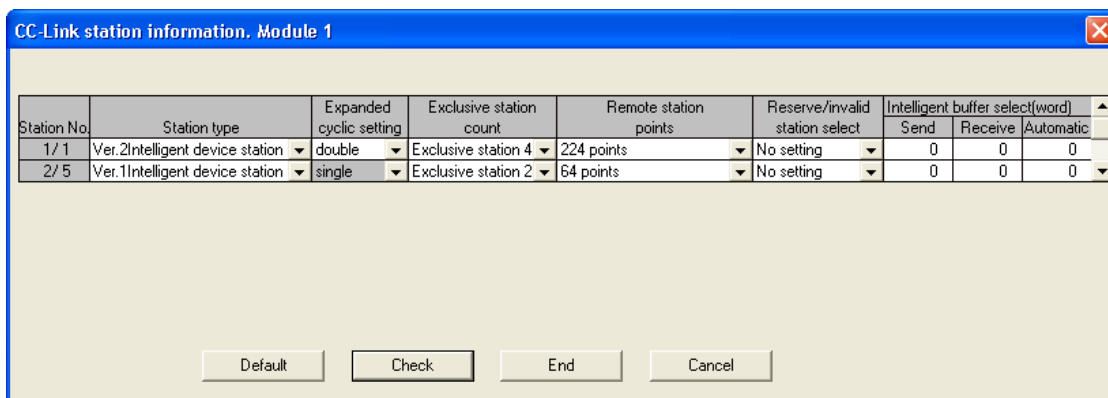 CC-Link station information. Module 1
Expanded Exclusive station Remote station Reserve/invalid Intelligent buffer select(word)
Station No. Station type cyclic setting count points station select Send Receive Automatic
1/ 1 Ver.2Intelligent device station double Exclusive station 4 224 points No setting 0 0 0
2/ 5 Ver.1Intelligent device station single Exclusive station 2 64 points No setting 0 0 0
Default Check End Cancel